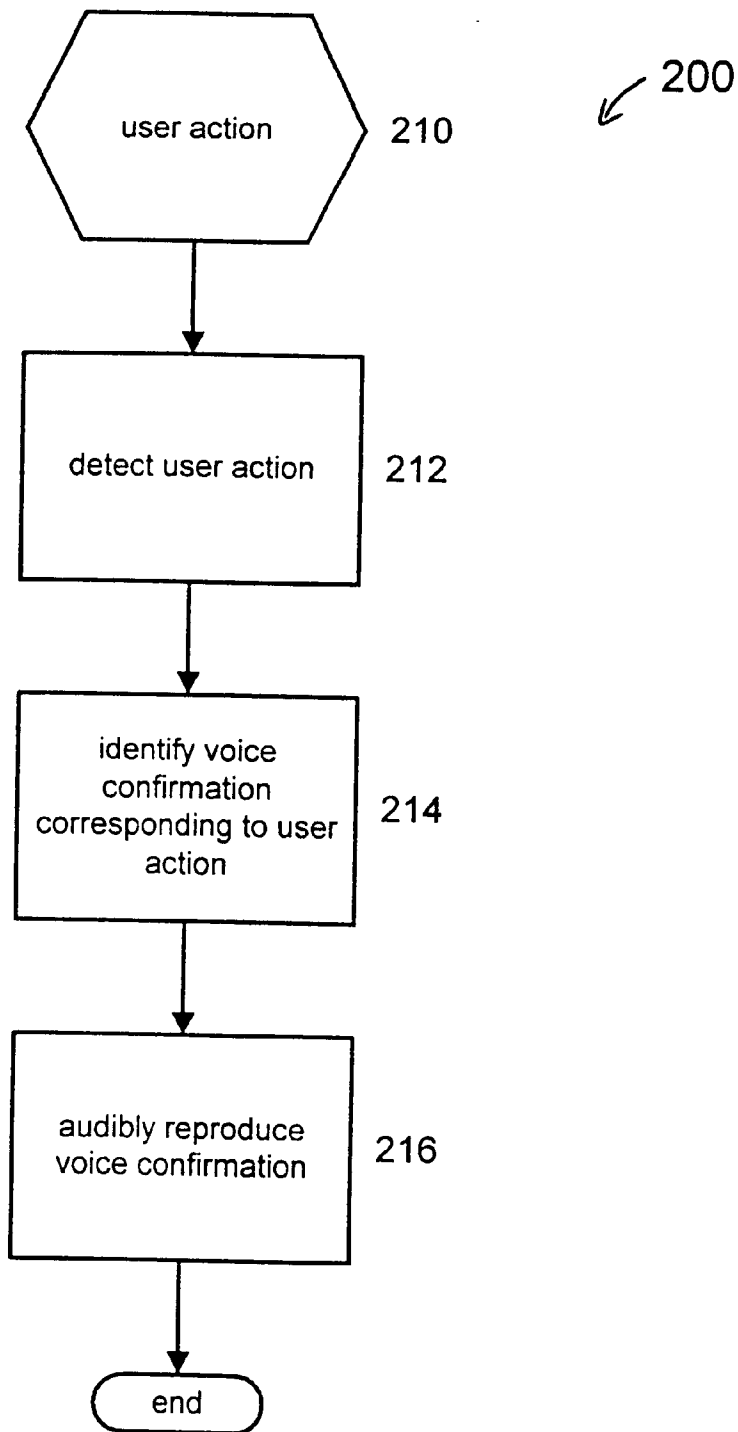 200
user action
210
detect user action
212
identify voice
confirmation
corresponding to user
action
214
audibly reproduce
voice confirmation
216
end